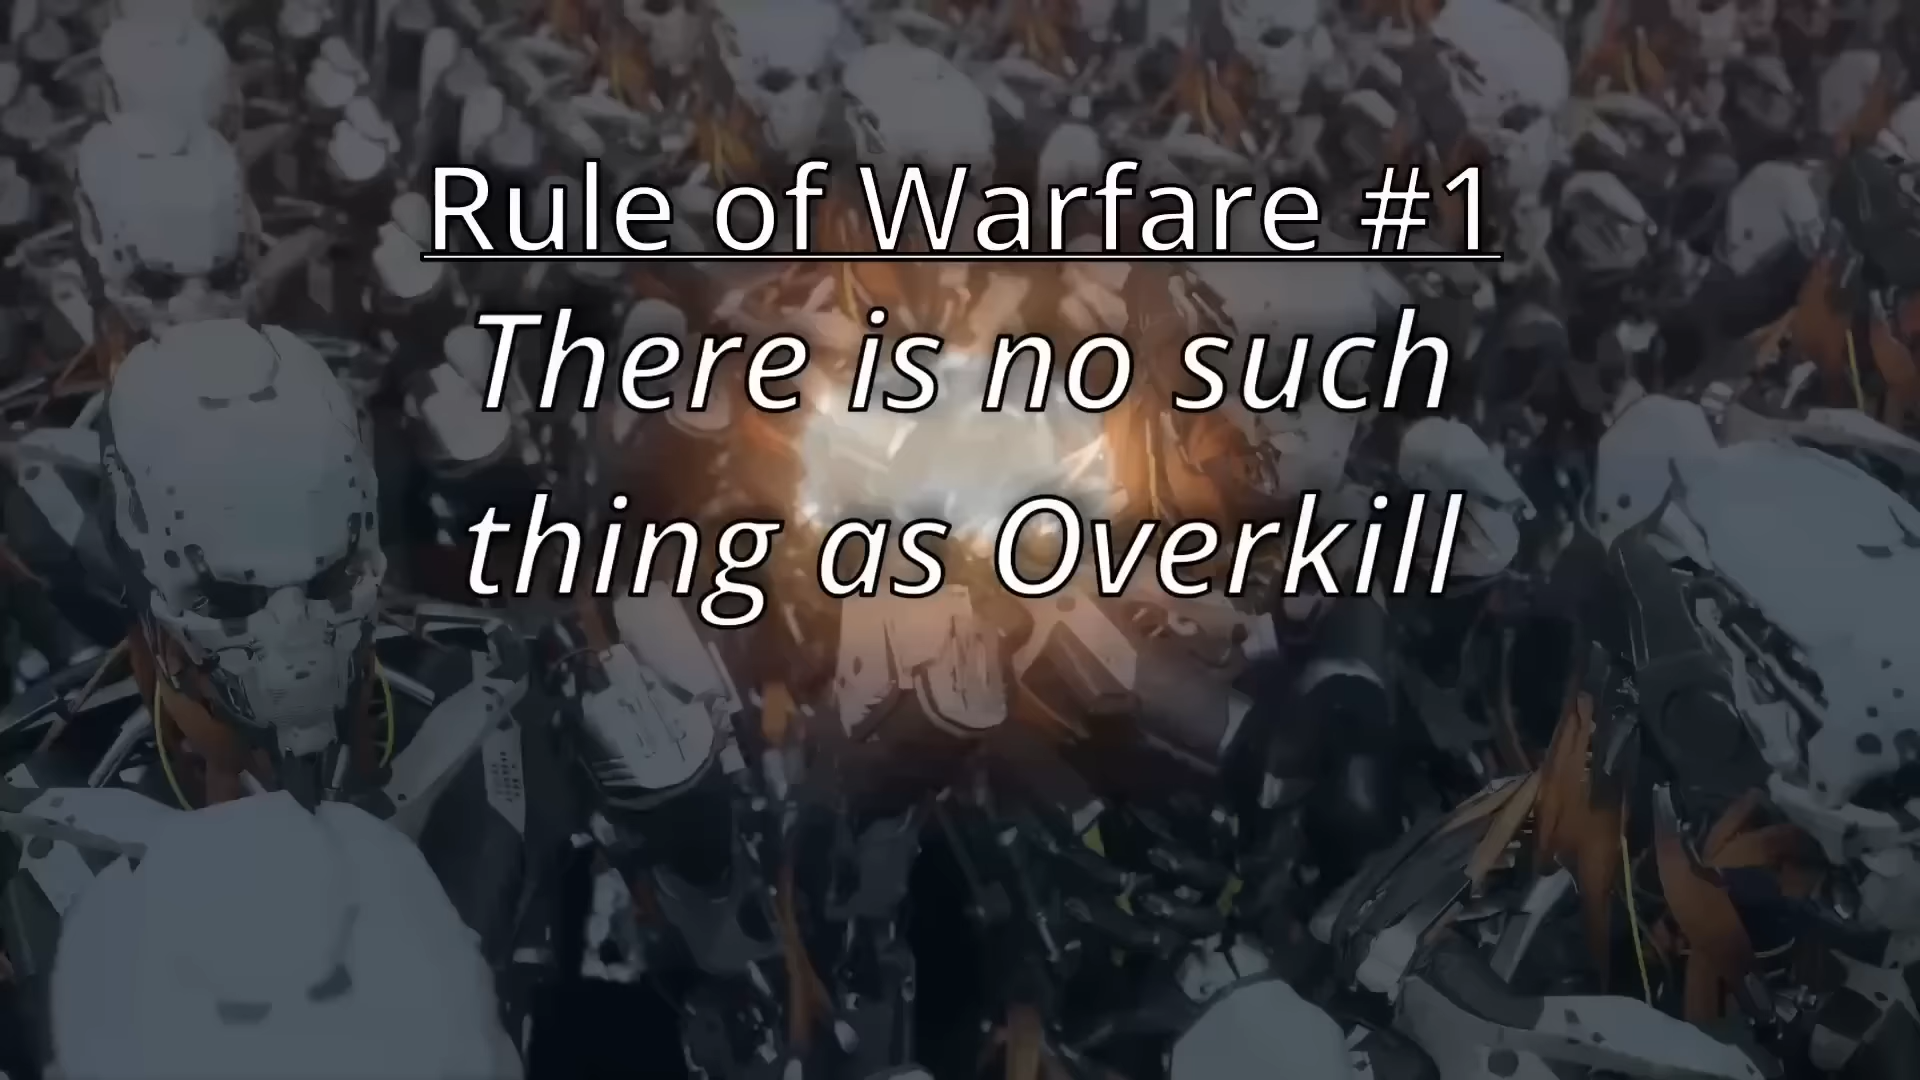 Rule of Warfare #1
There is no such
thing as Overkill